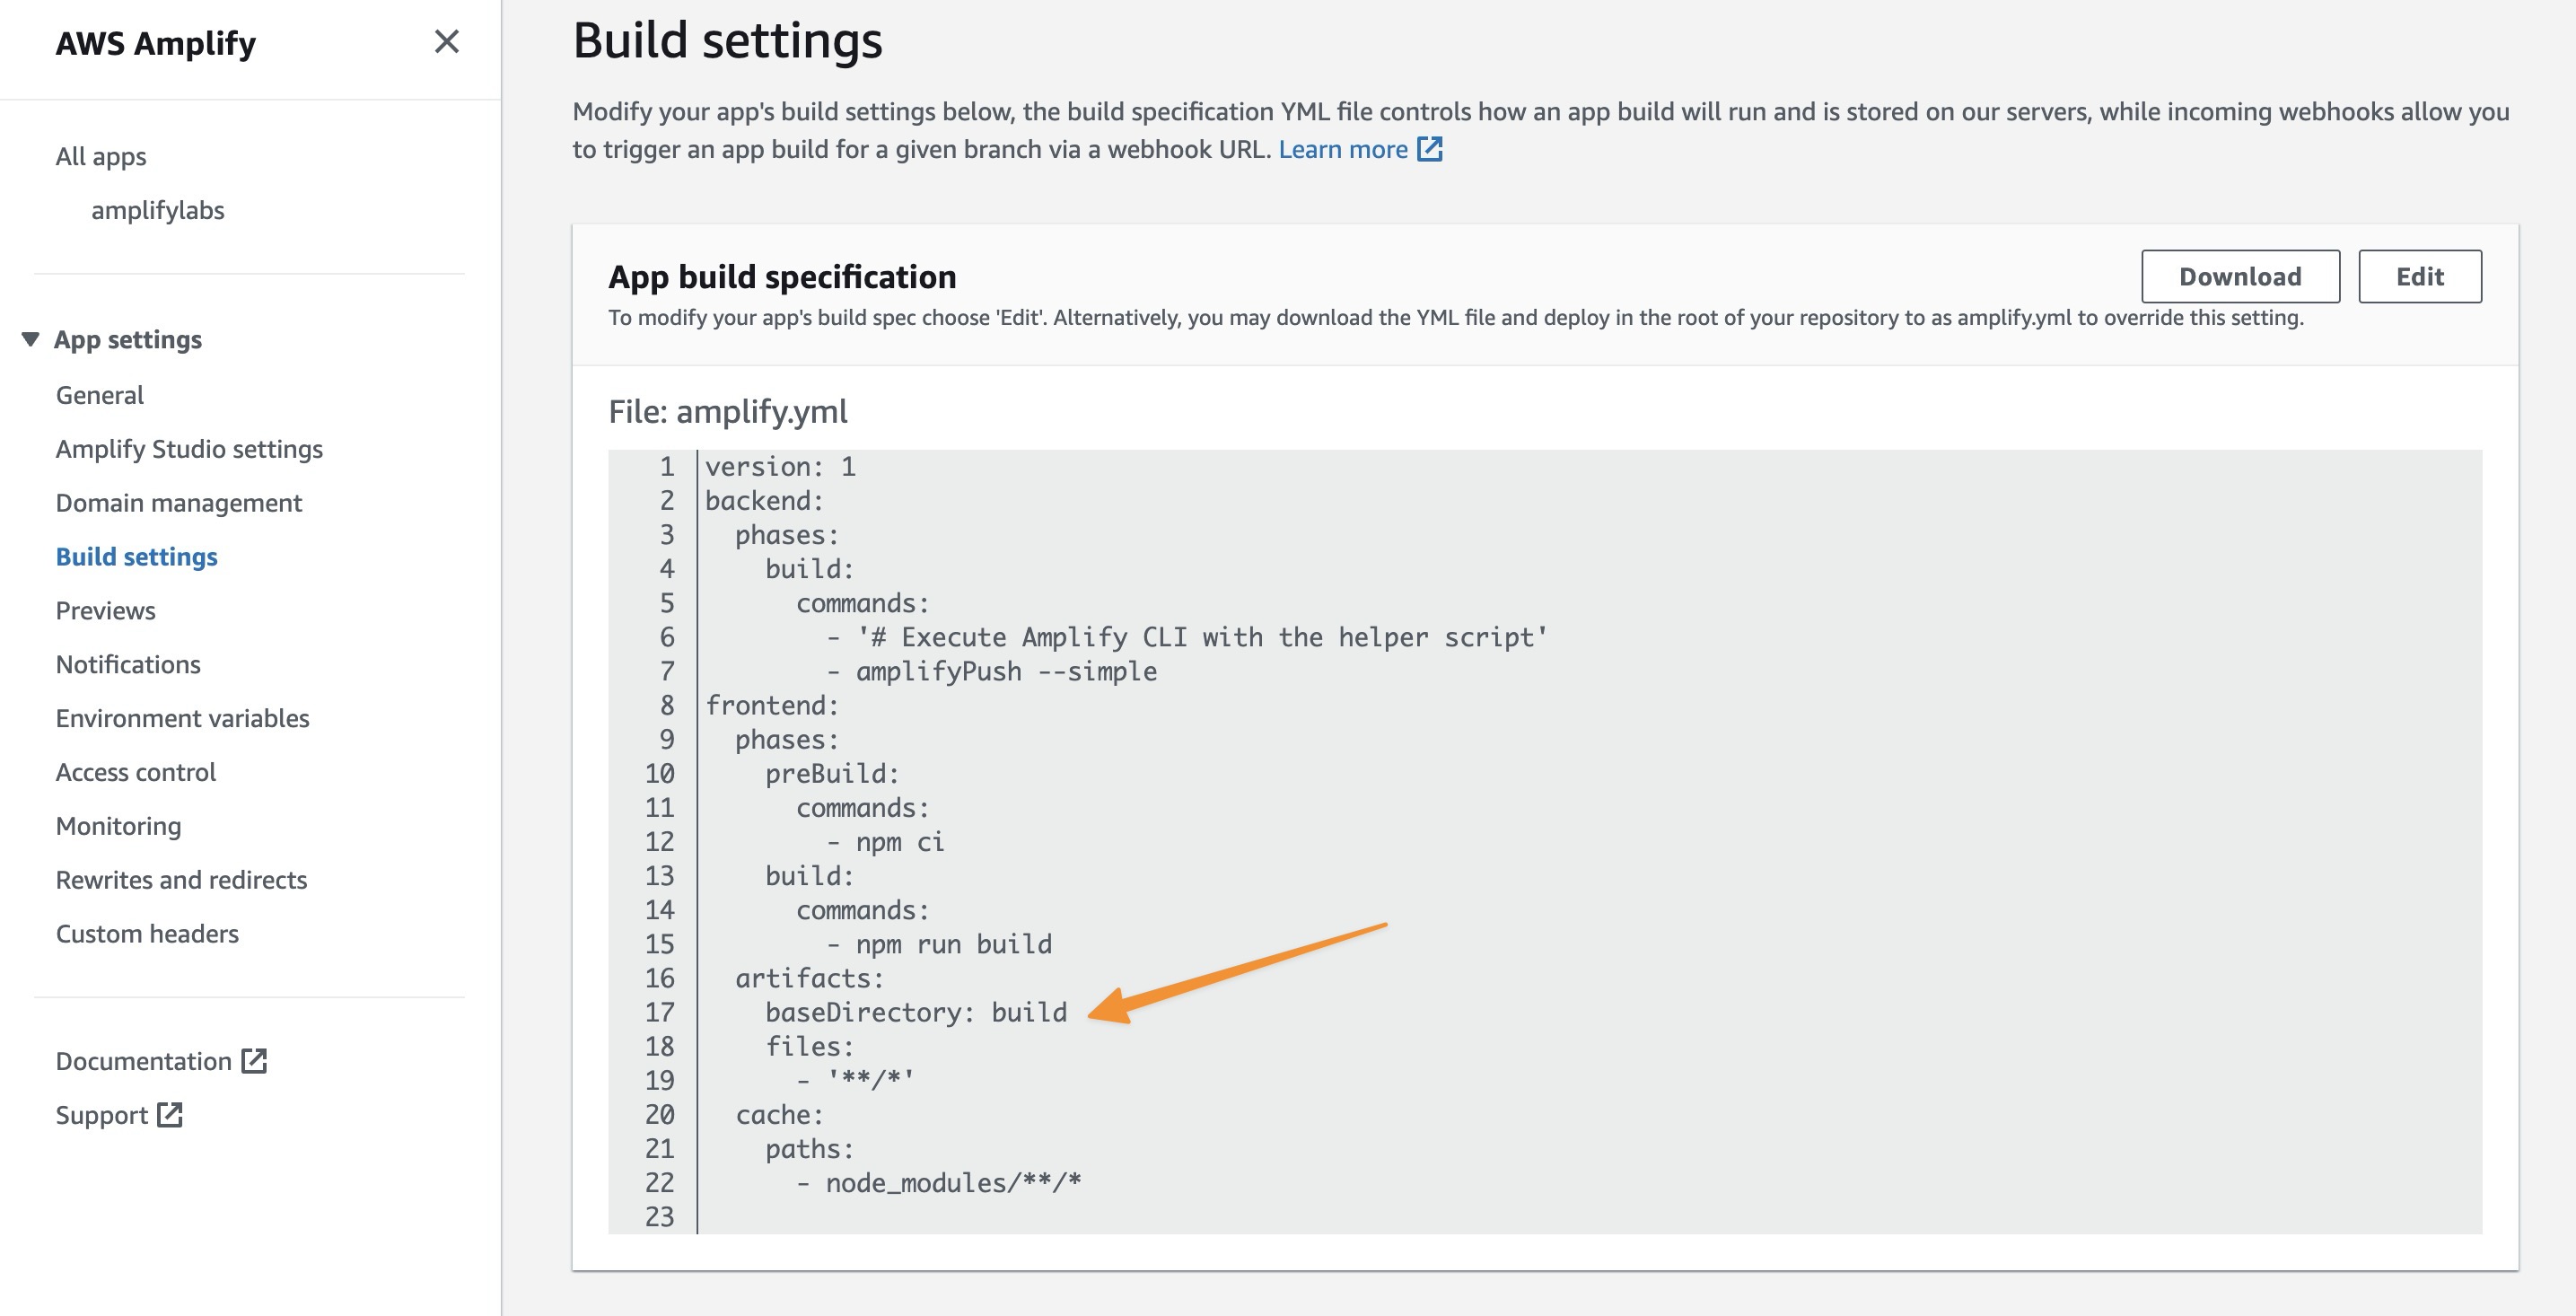 AWS Amplify
All apps
amplifylabs
App settings
General
Amplify Studio settings
Domain management
Build settings
Previews
Notifications
Environment variables
Access control
Monitoring
Rewrites and redirects
Custom headers
Documentation
Support
Build settings
Modify your app's build settings below, the build specification YML file controls how an app build will run and is stored on our servers, while incoming webhooks allow you
to trigger an app build for a given branch via a webhook URL. Learn more
App build specification
Download
Edit
To modify your app's build spec choose 'Edit'. Alternatively, you may download the YML file and deploy in the root of your repository to as amplify.yml to override this setting.
File: amplify.yml
1 version: 1
2 backend:
3   phases:
4     build:
5       commands:
6         - '# Execute Amplify CLI with the helper script'
7         - amplifyPush --simple
8 frontend:
9   phases:
10     preBuild:
11       commands:
12         - npm ci
13     build:
14       commands:
15         - npm run build
16   artifacts:
17     baseDirectory: build
18     files:
19       - '**/*'
20   cache:
21     paths:
22       - node_modules/**/*
23